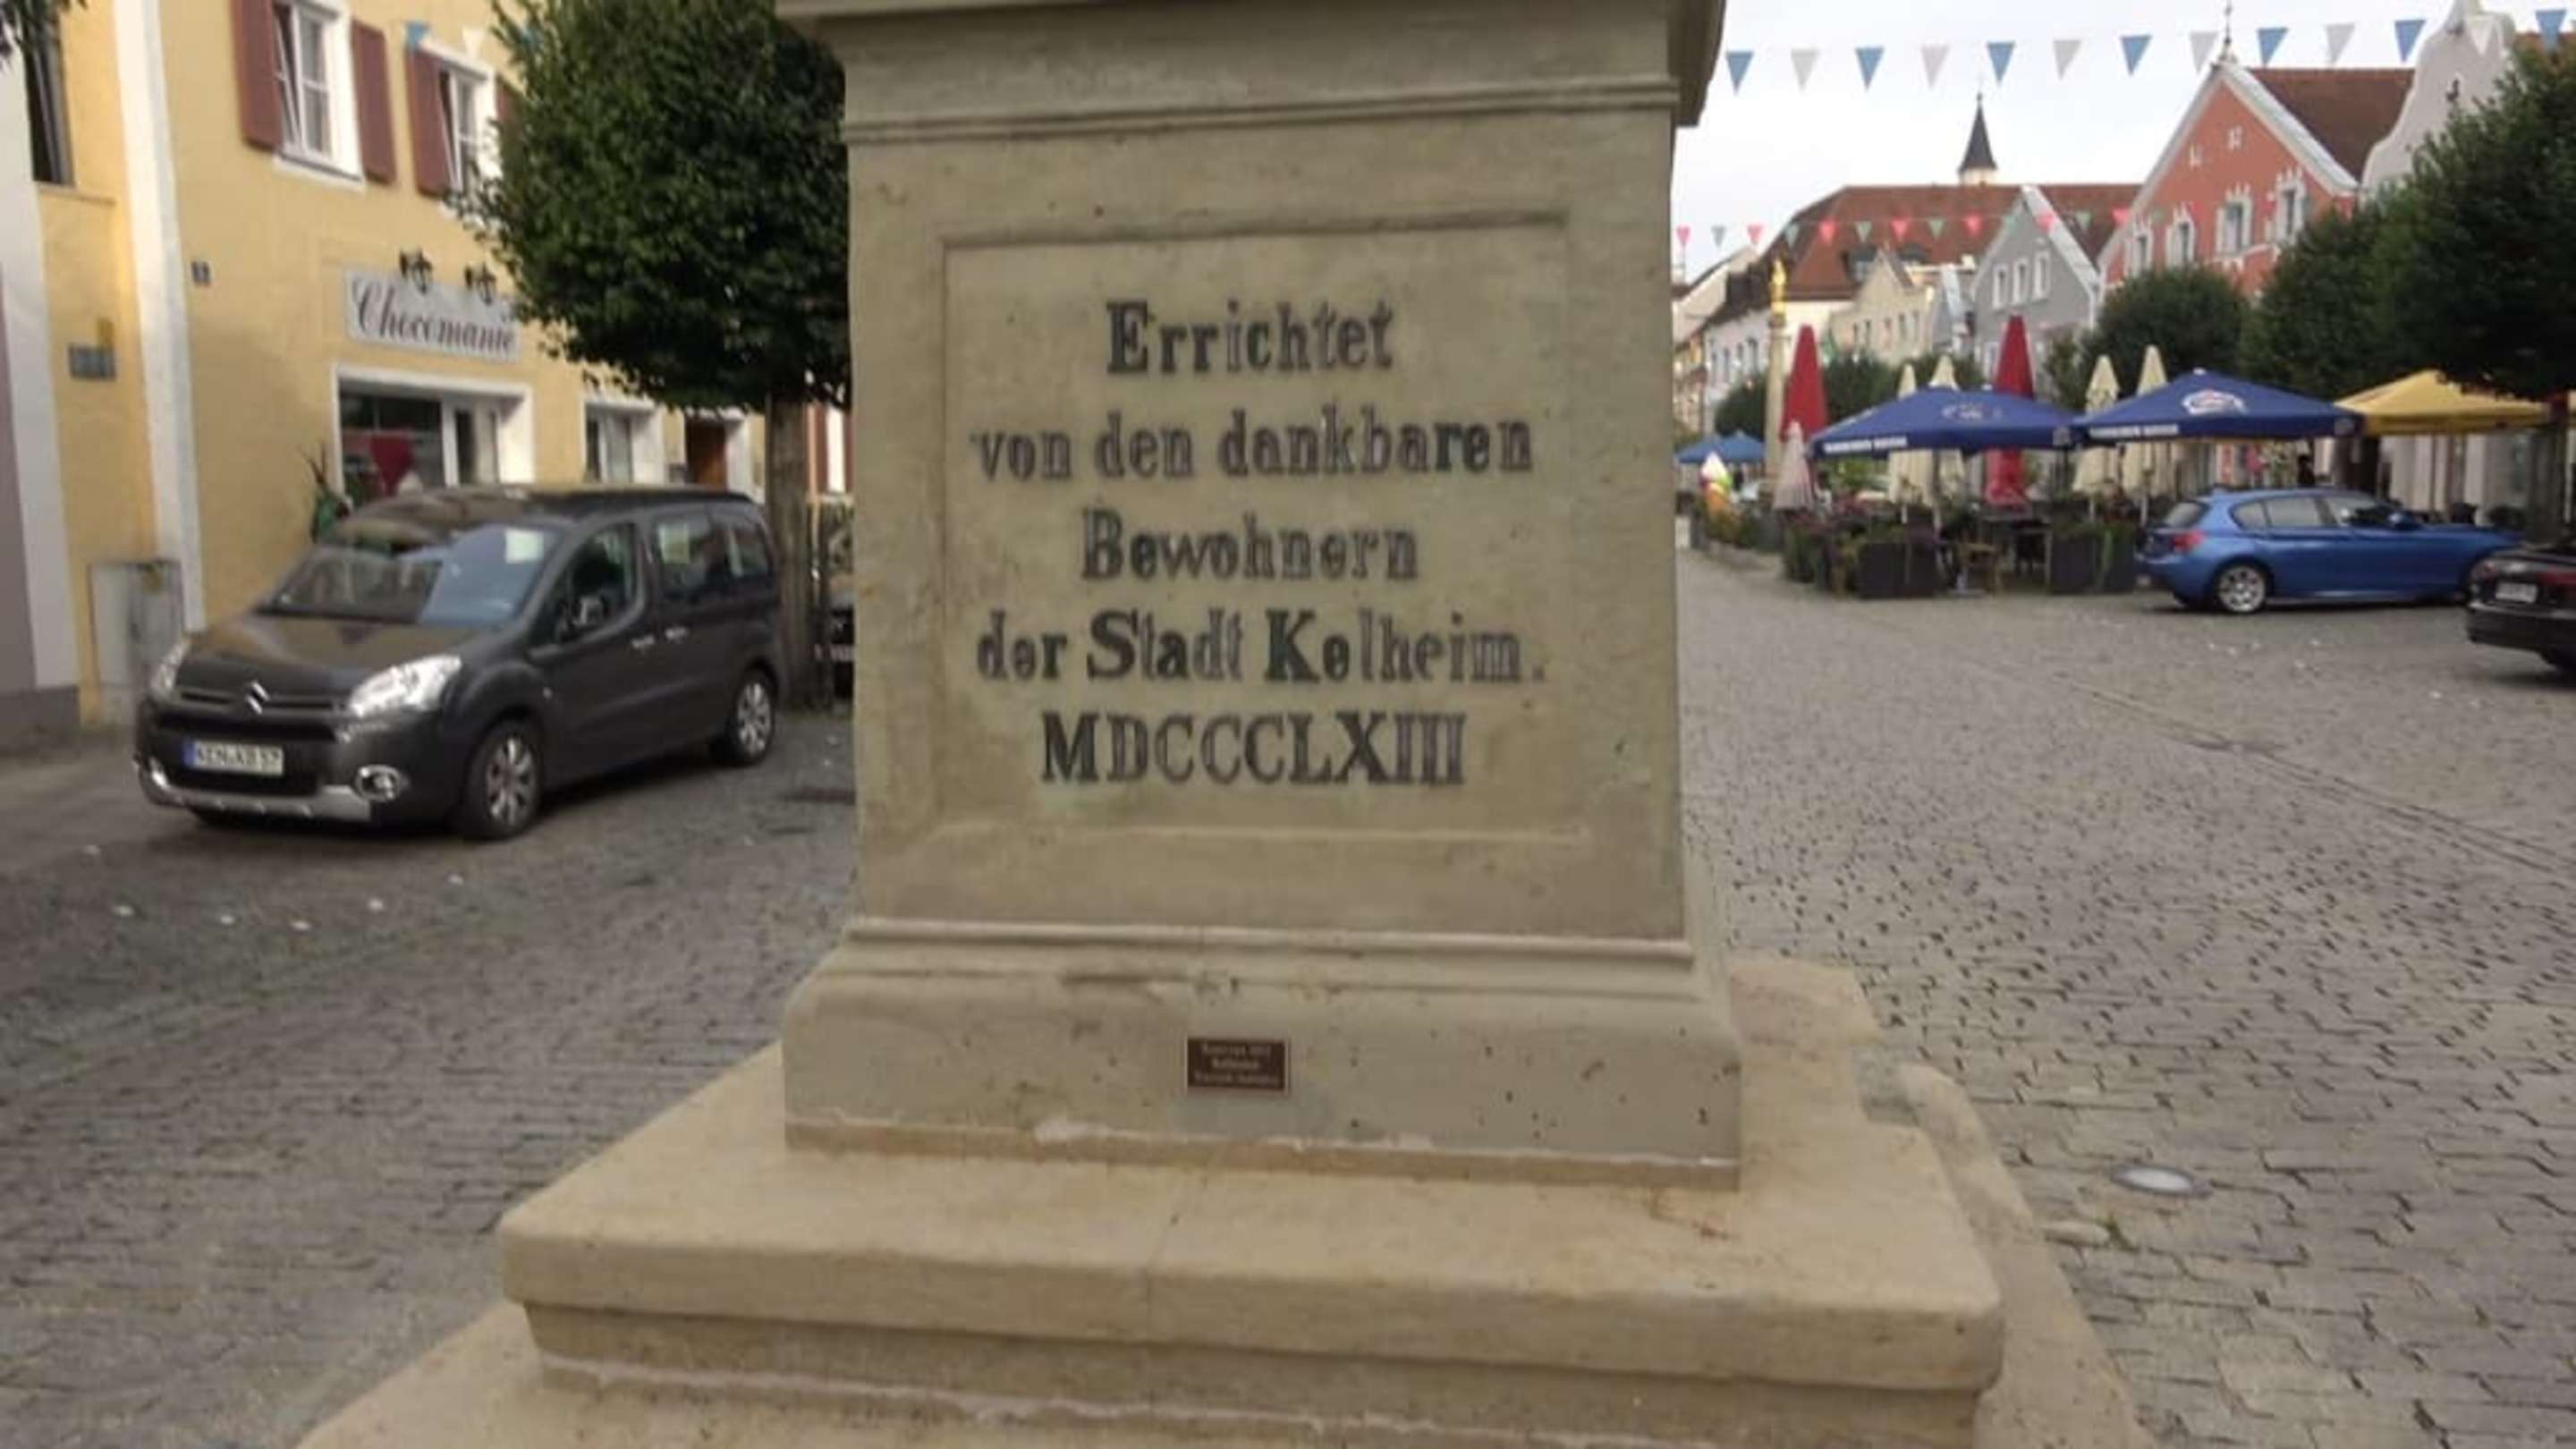 Errichtet
von den dankbaren
Bewohnern
der Stadt Kelheim.
MDCCCLXIII
Chocomanie